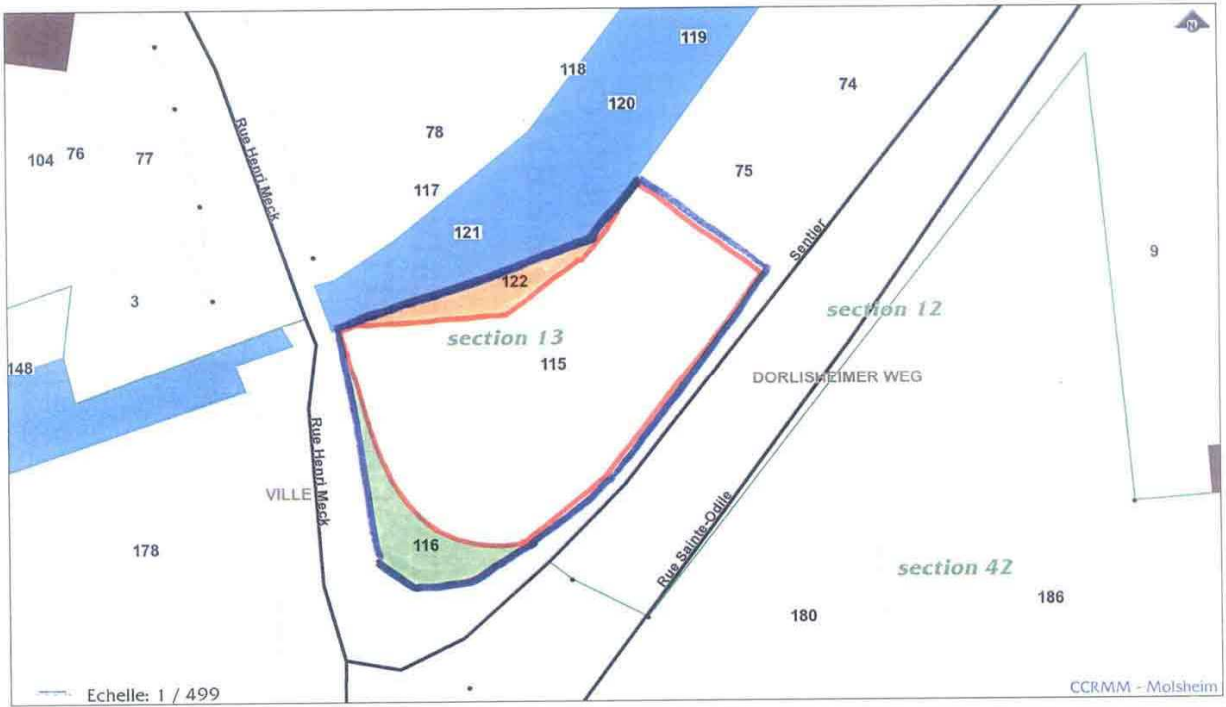 N
119
118
74
120
Rue Henri Meck
78
104
76
77
75
117
121
Sentier
9
122
3
section 12
section 13
148
115
DORLISHEIMER WEG
Rue Henri Meck
VILLE
116
178
Rue Sainte-Odile
section 42
186
180
Echelle: 1 / 499
CCRMM - Molsheim